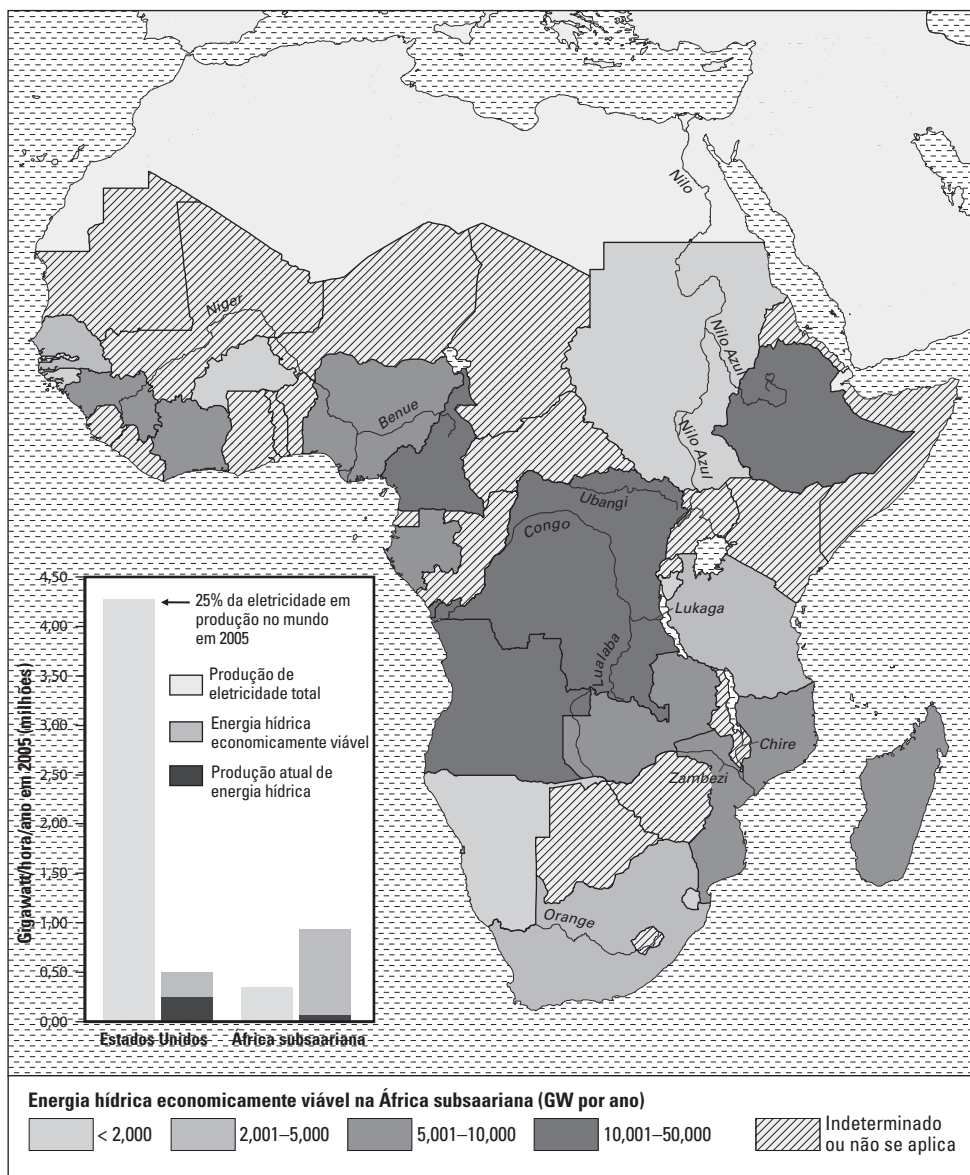 Nilo
Niger
Nilo Azul
Benue
Nilo Azul
Ubangi
Congo
Lukaga
Lualaba
Chire
Zambezi
Orange
Gigawatt/hora/ano em 2005 (milhões)
4,50
4,00
3,50
3,00
2,50
2,00
1,50
1,00
0,50
0,00
25% da eletricidade em
produção no mundo
em 2005
Produção de
eletricidade total
Energia hídrica
economicamente viável
Produção atual de
energia hídrica
Estados Unidos
África subsaariana
Energia hídrica economicamente viável na África subsaariana (GW por ano)
< 2,000
2,001–5,000
5,001–10,000
10,001–50,000
Indeterminado
ou não se aplica